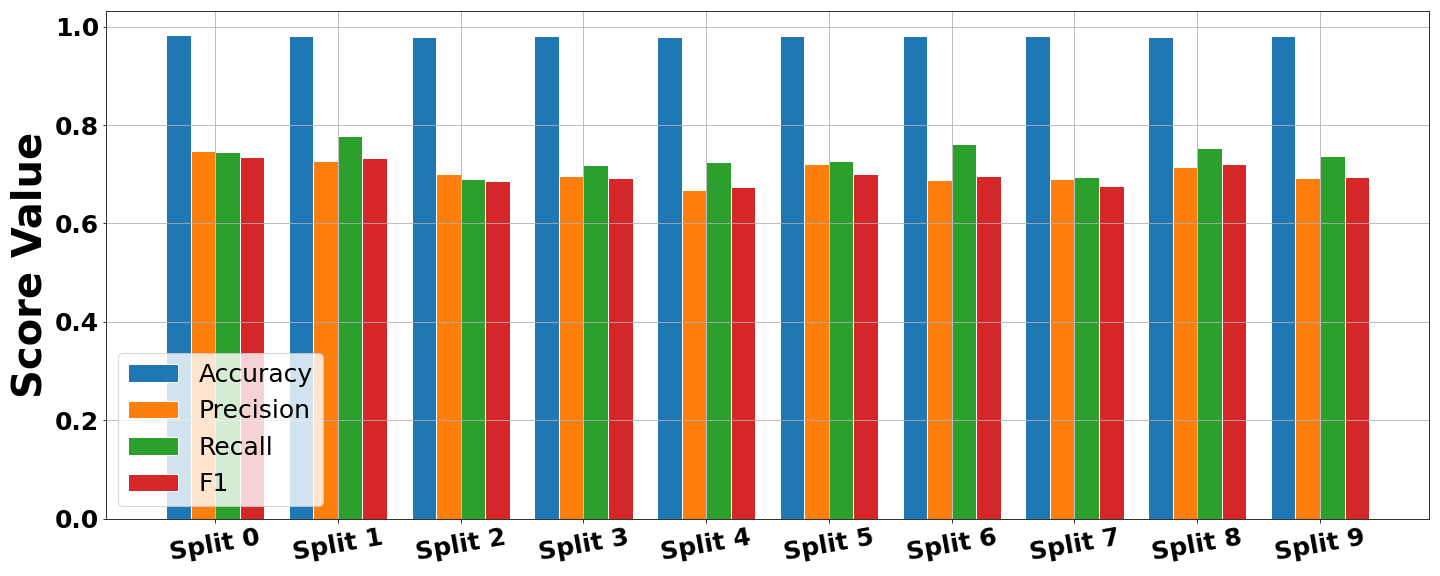 Score Value
1.0
0.8
0.6
0.4
0.2
0.0
Accuracy
Precision
Recall
F1
Split 0
Split 1
Split 2
Split 3
Split 4
Split 5
Split 6
Split 7
Split 8
Split 9